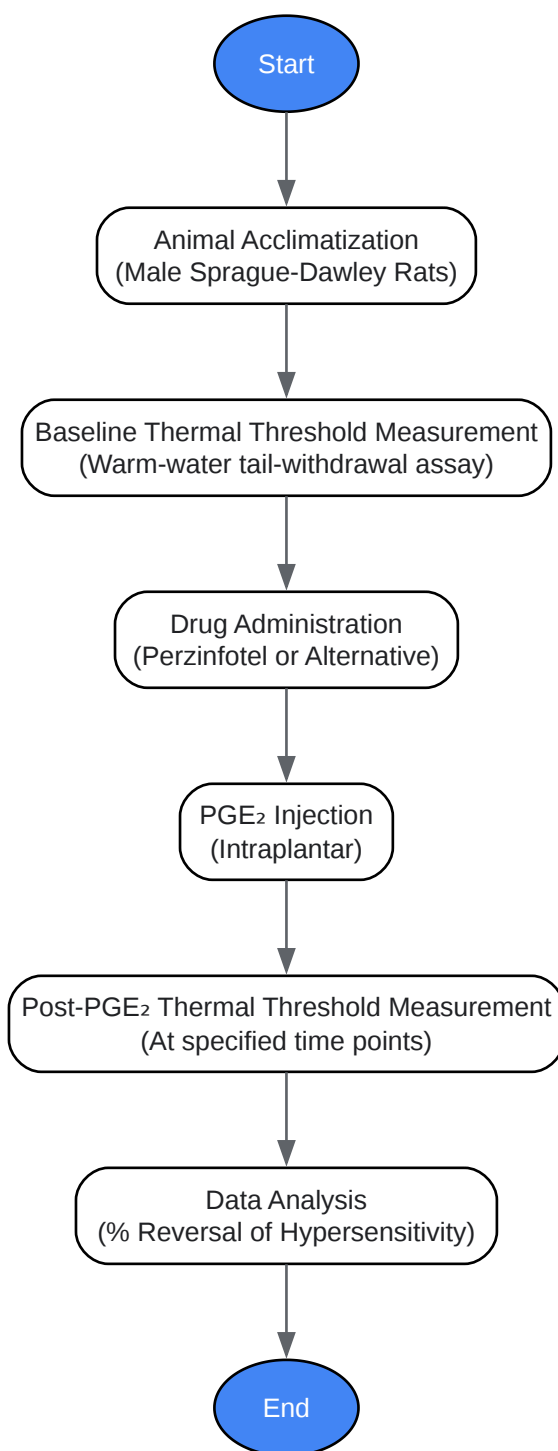 Start
Animal Acclimatization
(Male Sprague-Dawley Rats)
Baseline Thermal Threshold Measurement
(Warm-water tail-withdrawal assay)
Drug Administration
(Perzinfotel or Alternative)
PGE₂ Injection
(Intraplantar)
Post-PGE₂ Thermal Threshold Measurement
(At specified time points)
Data Analysis
(% Reversal of Hypersensitivity)
End